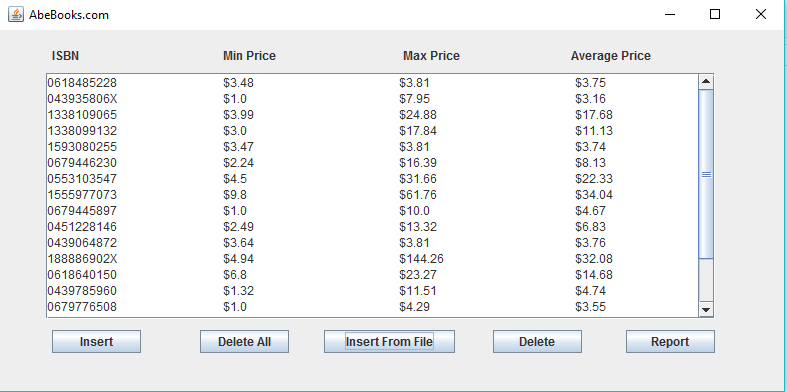 AbeBooks.com
ISBN Min Price Max Price Average Price
0618485228 $3.48 $3.81 $3.75
043935806X $1.0 $7.95 $3.16
1338109065 $3.99 $24.88 $17.68
1338099132 $3.0 $17.84 $11.13
1593080255 $3.47 $3.81 $3.74
0679446230 $2.24 $16.39 $8.13
0553103547 $4.5 $31.66 $22.33
1555977073 $9.8 $61.76 $34.04
0679445897 $1.0 $10.0 $4.67
0451228146 $2.49 $13.32 $6.83
0439064872 $3.64 $3.81 $3.76
188886902X $4.94 $144.26 $32.08
0618640150 $6.8 $23.27 $14.68
0439785960 $1.32 $11.51 $4.74
0679776508 $1.0 $4.29 $3.55
Insert Delete All Insert From File Delete Report